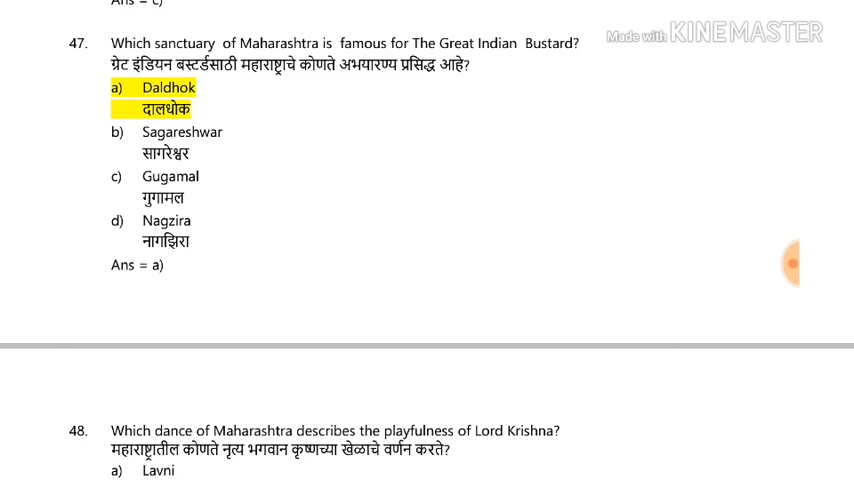 Ans = c)
47. Which sanctuary of Maharashtra is famous for The Great Indian Bustard?
Made with KINEMASTER
ग्रेट इंडियन बस्टर्डसाठी महाराष्ट्राचे कोणते अभयारण्य प्रसिद्ध आहे?
a) Daldhok
दालधोक
b) Sagareshwar
सागरेश्वर
c) Gugamal
गुगामल
d) Nagzira
नागझिरा
Ans = a)
48. Which dance of Maharashtra describes the playfulness of Lord Krishna?
महाराष्ट्रातील कोणते नृत्य भगवान कृष्णच्या खेळाचे वर्णन करते?
a) Lavni